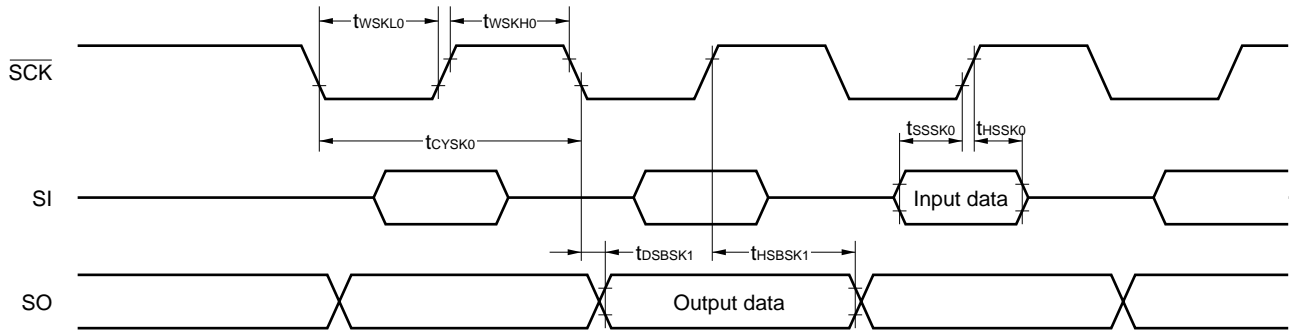 tWSKL0 tWSKH0
SCK
tCYSK0
tSSSK0 tHSSK0
SI
Input data
tDSBSK1 tHSBSK1
SO
Output data